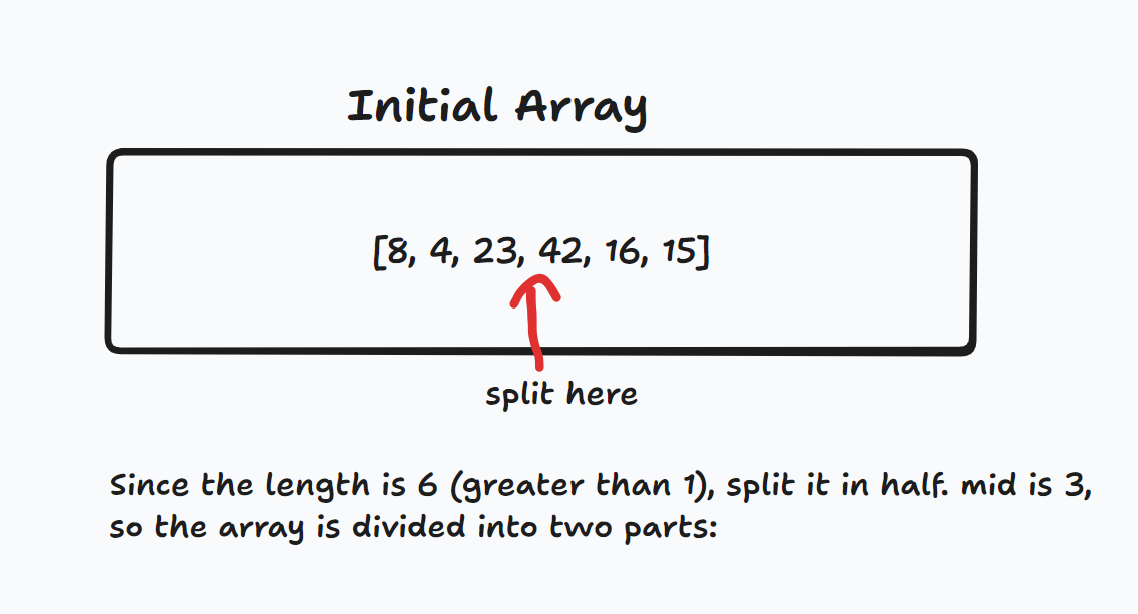 Initial Array
[8, 4, 23, 42, 16, 15]
split here
Since the length is 6 (greater than 1), split it in half. mid is 3,
so the array is divided into two parts: